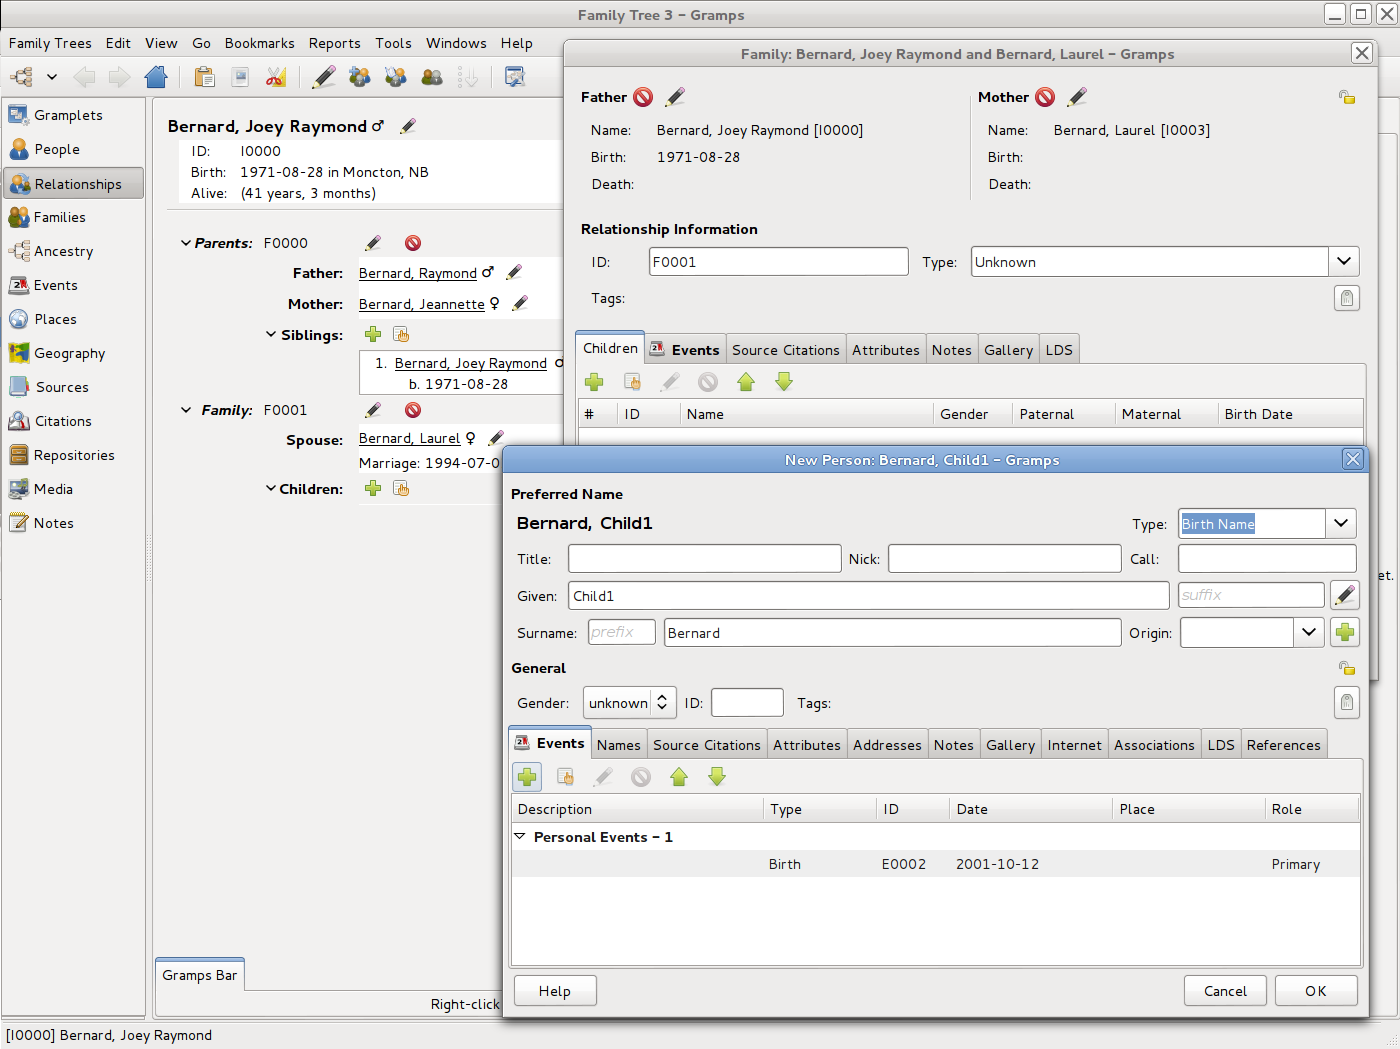 Family Tree 3 - Gramps
Family Trees Edit View Go Bookmarks Reports Tools Windows Help
Gramplets
People
Relationships
Families
Ancestry
Events
Places
Geography
Sources
Citations
Repositories
Media
Notes
Bernard, Joey Raymond ♂
ID: I0000
Birth: 1971-08-28 in Moncton, NB
Alive: (41 years, 3 months)
Parents: F0000
Father: Bernard, Raymond ♂
Mother: Bernard, Jeannette ♀
Siblings:
1. Bernard, Joey Raymond
b. 1971-08-28
Family: F0001
Spouse: Bernard, Laurel ♀
Marriage: 1994-07-0
Children:
Gramps Bar
Right-click
et.
[I0000] Bernard, Joey Raymond
Family: Bernard, Joey Raymond and Bernard, Laurel - Gramps
Father Mother
Name: Bernard, Joey Raymond [I0000] Name: Bernard, Laurel [I0003]
Birth: 1971-08-28 Birth:
Death: Death:
Relationship Information
ID: F0001 Type: Unknown
Tags:
Children Events Source Citations Attributes Notes Gallery LDS
# ID Name Gender Paternal Maternal Birth Date
New Person: Bernard, Child1 - Gramps
Preferred Name
Bernard, Child1 Type: Birth Name
Title: Nick: Call:
Given: Child1 suffix
Surname: prefix Bernard Origin:
General
Gender: unknown ID: Tags:
Events Names Source Citations Attributes Addresses Notes Gallery Internet Associations LDS References
Description Type ID Date Place Role
Personal Events - 1
Birth E0002 2001-10-12 Primary
Help Cancel OK